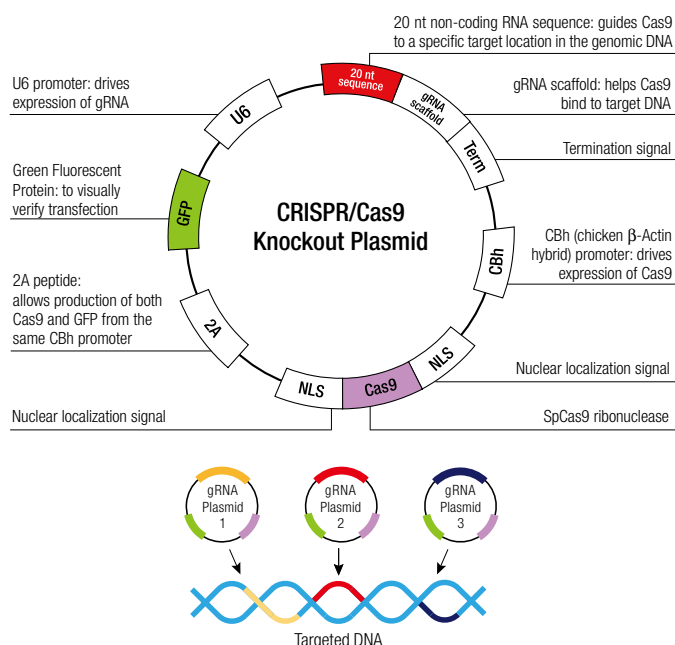 20 nt non-coding RNA sequence: guides Cas9
to a specific target location in the genomic DNA
U6 promoter: drives
expression of gRNA
gRNA scaffold: helps Cas9
bind to target DNA
Termination signal
Green Fluorescent
Protein: to visually
verify transfection
CBh (chicken β-Actin
hybrid) promoter: drives
expression of Cas9
2A peptide:
allows production of both
Cas9 and GFP from the
same CBh promoter
Nuclear localization signal
Nuclear localization signal
SpCas9 ribonuclease
20 nt
sequence
gRNA
scaffold
Term
CBh
NLS
Cas9
NLS
2A
GFP
U6
CRISPR/Cas9
Knockout Plasmid
gRNA
Plasmid
1
gRNA
Plasmid
2
gRNA
Plasmid
3
Targeted DNA